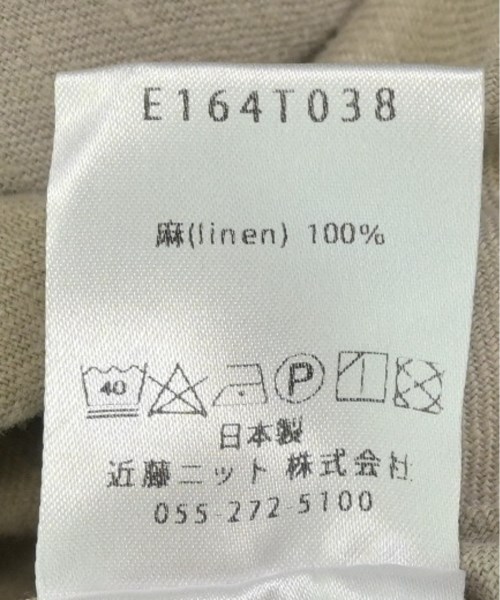 E164T038
麻(linen) 100%
40 P
日本製
近藤ニット 株式会社
055-272-5100